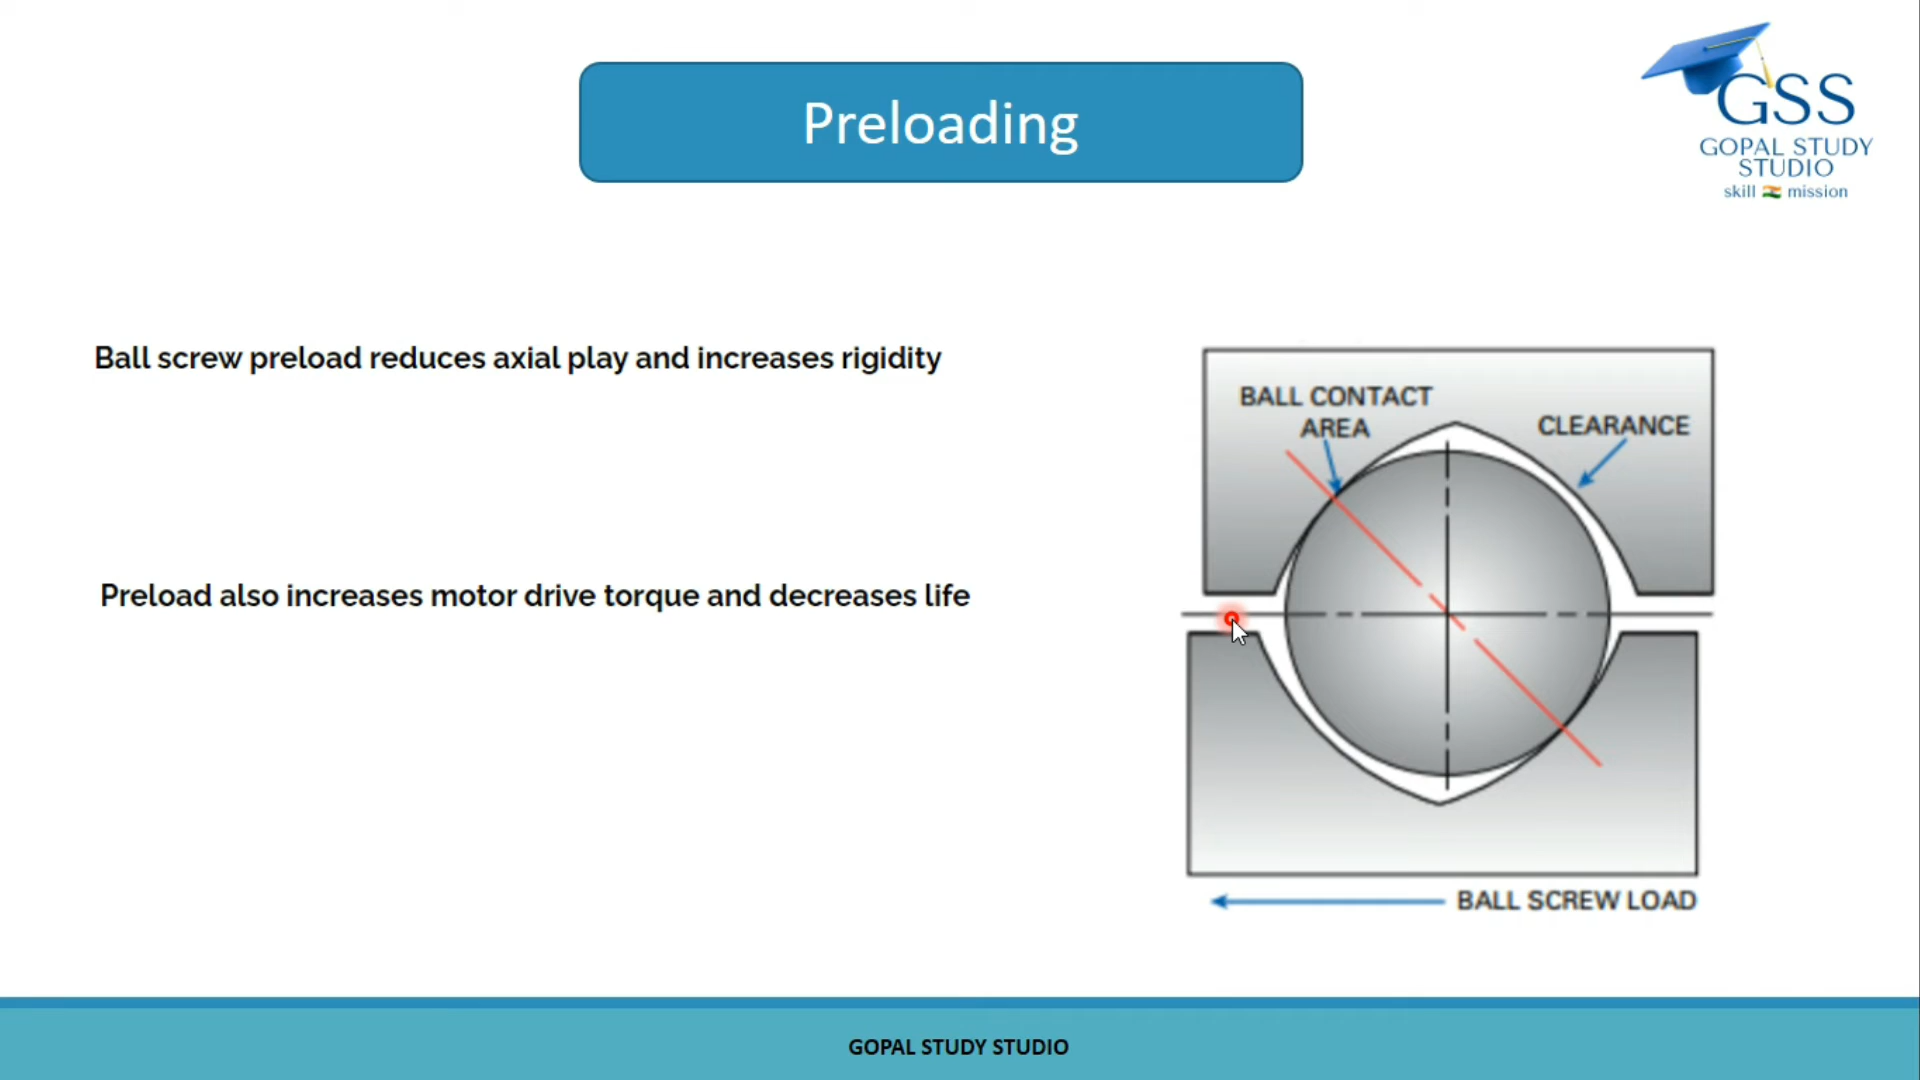 Preloading
GSS
GOPAL STUDY
STUDIO
skill mission
Ball screw preload reduces axial play and increases rigidity
Preload also increases motor drive torque and decreases life
BALL CONTACT
AREA
CLEARANCE
BALL SCREW LOAD
GOPAL STUDY STUDIO